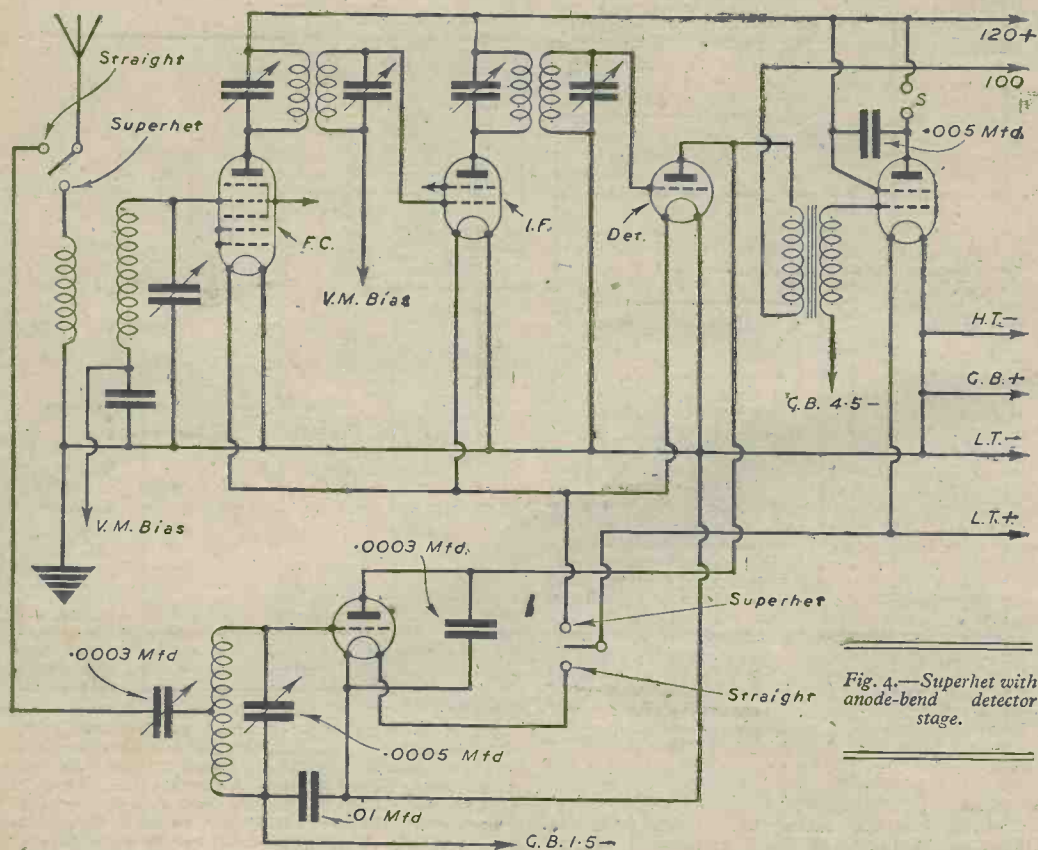 120+
Straight
100
Superhet
S
.005 Mfd.
F.C.
I.F.
Det.
V.M. Bias
H.T.-
G.B.+
G.B. 4.5-
L.T.-
V.M. Bias
L.T.+
.0003 Mfd.
Superhet
.0003 Mfd
Straight
Fig. 4.—Superhet with
anode-bend detector
stage.
.0005 Mfd
.01 Mfd
G.B. 1.5-